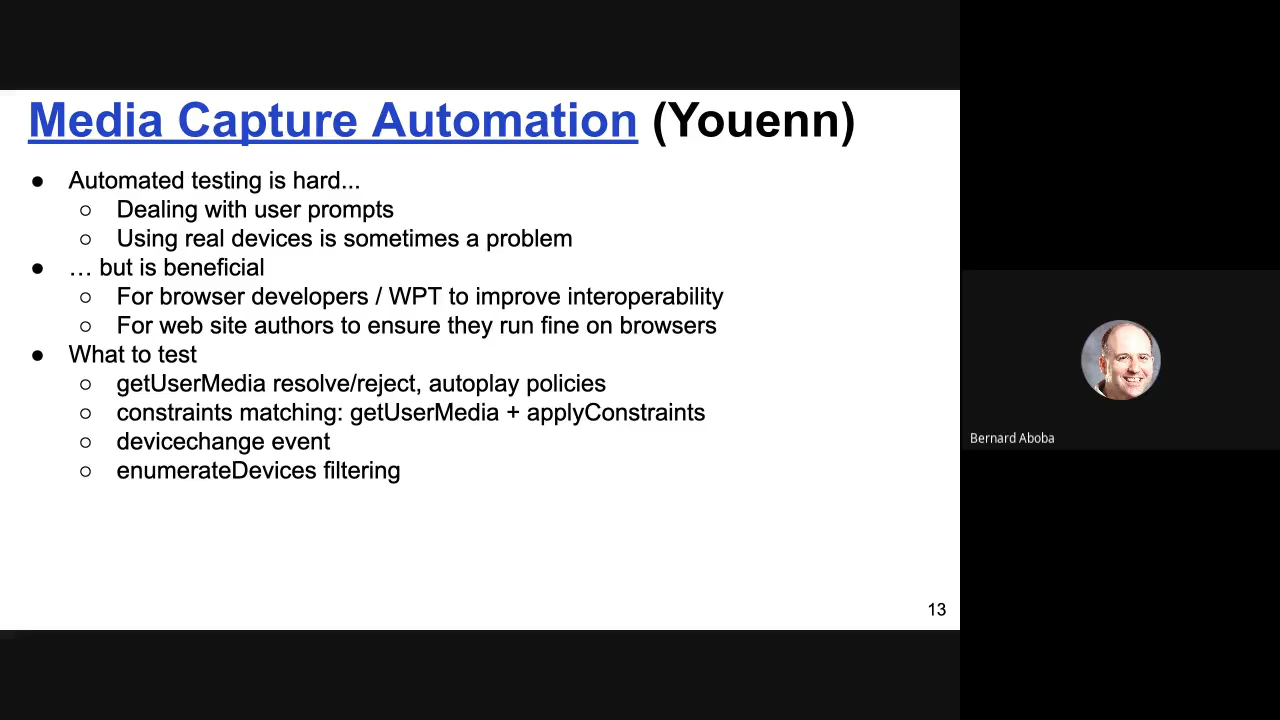 Media Capture Automation (Youenn)
● Automated testing is hard...
○ Dealing with user prompts
○ Using real devices is sometimes a problem
● … but is beneficial
○ For browser developers / WPT to improve interoperability
○ For web site authors to ensure they run fine on browsers
● What to test
○ getUserMedia resolve/reject, autoplay policies
○ constraints matching: getUserMedia + applyConstraints
○ devicechange event
○ enumerateDevices filtering
13
Bernard Aboba